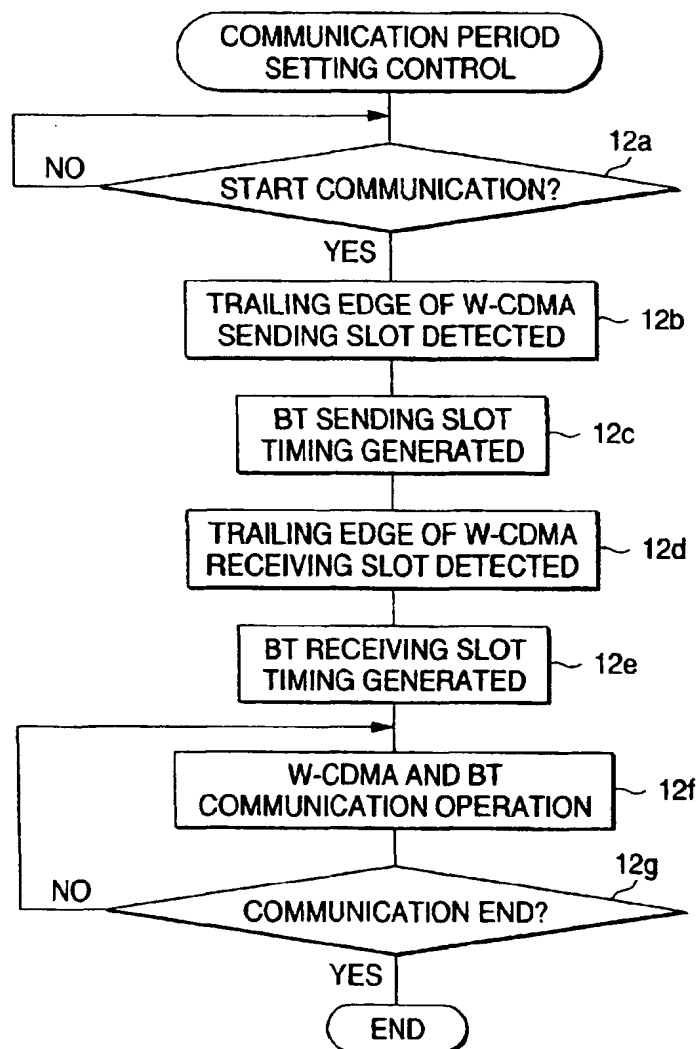 COMMUNICATION PERIOD
SETTING CONTROL
12a
NO
START COMMUNICATION?
YES
TRAILING EDGE OF W-CDMA
SENDING SLOT DETECTED
12b
BT SENDING SLOT
TIMING GENERATED
12c
TRAILING EDGE OF W-CDMA
RECEIVING SLOT DETECTED
12d
BT RECEIVING SLOT
TIMING GENERATED
12e
W-CDMA AND BT
COMMUNICATION OPERATION
12f
12g
NO
COMMUNICATION END?
YES
END